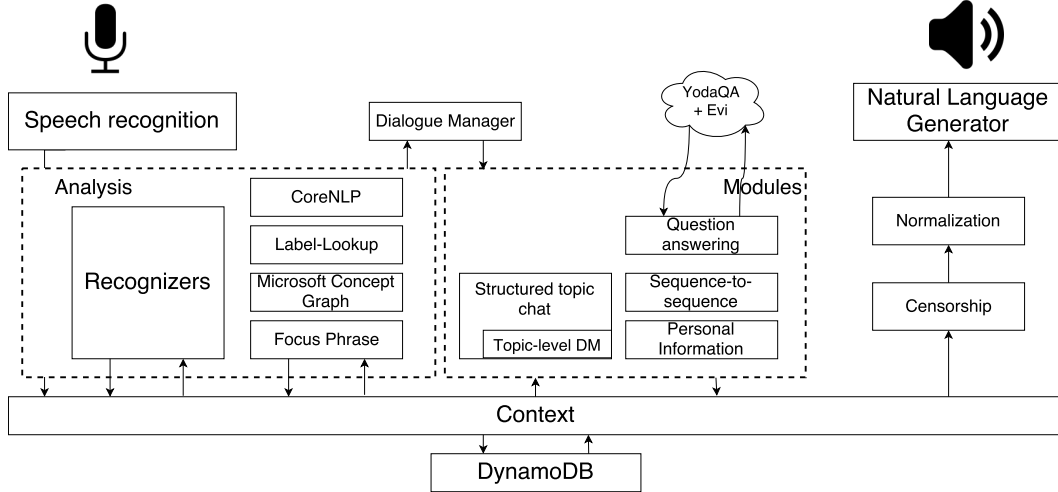 Speech recognition
Dialogue Manager
YodaQA
+ Evi
Natural Language
Generator
Analysis
Recognizers
CoreNLP
Label-Lookup
Microsoft Concept
Graph
Focus Phrase
Modules
Question
answering
Structured topic
chat
Topic-level DM
Sequence-to-
sequence
Personal
Information
Normalization
Censorship
Context
DynamoDB